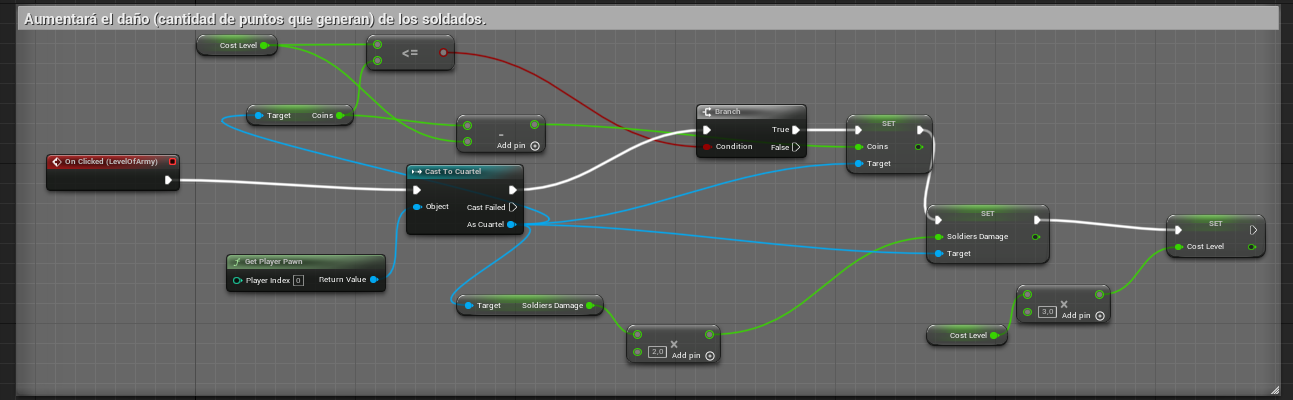 Aumentará el daño (cantidad de puntos que generan) de los soldados.
Cost Level
<=
Target Coins
-
Add pin
Branch
True
Condition False
SET
Coins
Target
On Clicked (LevelOfArmy)
Cast To Cuartel
Object Cast Failed
As Cuartel
SET
Soldiers Damage
Target
SET
Cost Level
Get Player Pawn
Player Index 0 Return Value
Target Soldiers Damage
×
2,0 Add pin
×
3,0 Add pin
Cost Level